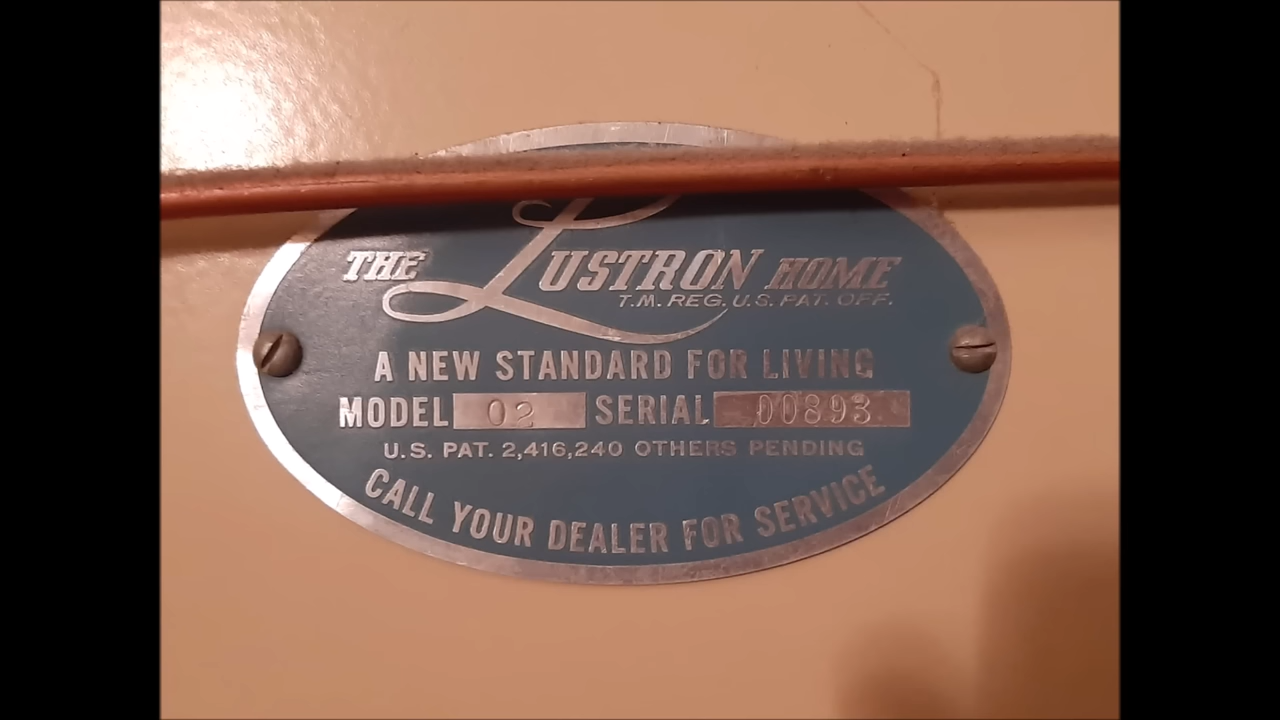 THE LUSTRON HOME
T.M. REG. U.S. PAT. OFF.
A NEW STANDARD FOR LIVING
MODEL 02 SERIAL 00893
U.S. PAT. 2,416,240 OTHERS PENDING
CALL YOUR DEALER FOR SERVICE